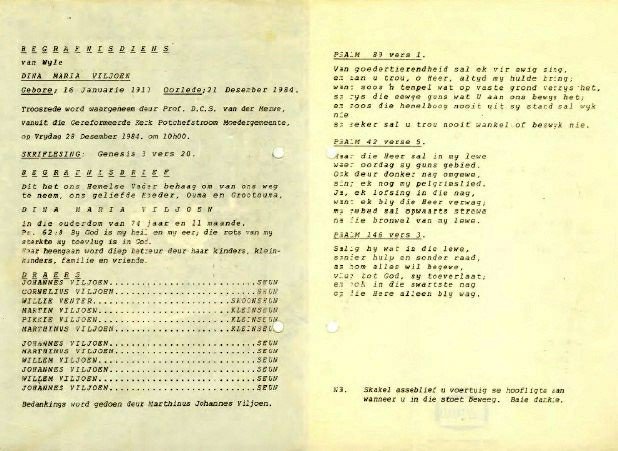 BEGRAFNISDIENS
van Wyle
DINA MARIA VILJOEN
Gebore; 16 Januarie 1911 Oorlede;21 Desember 1984.
Troosrede word waargeneem deur Prof. D.C.S. van der Merwe,
vanuit die Gereformeerde Kerk Potchefstroom Moedergemeente,
op Vrydag 28 Desember 1984, om 10h00.
SKRIFLESING: Genesis 3 vers 20.
BEGRAFNISBRIEF
Dit het ons Hemelse Vader behaag om van ons weg
te neem, ons geliefde Moeder, Ouma en Grootouma,
DINA MARIA VILJOEN
in die ouderdom van 74 jaar en 11 maande.
Ps. 62:8 By God is my heil en my eer; die rots van my
sterkte my toevlug is in God.
Haar heengaan word diep betreur deur haar kinders, klein-
kinders, familie en vriende.
DRAERS
JOHANNES VILJOEN.........................SEUN
CORNELIUS VILJOEN........................SEUN
WILLIE VENTER............................SKOONSEUN
MARTIN VILJOEN...........................KLEINSEUN
PIKKIE VILJOEN...........................KLEINSEUN
MARTHINUS VILJOEN........................KLEINSEUN
JOHANNES VILJOEN.........................SEUN
MARTHINUS VILJOEN........................SEUN
WILLEM VILJOEN...........................SEUN
JOHANNES VILJOEN.........................SEUN
WILLEM VILJOEN...........................SEUN
JOHANNES VILJOEN.........................SEUN
Bedankings word gedoen deur Marthinus Johannes Viljoen.
PSALM 89 vers 1.
Van goedertierendheid sal ek vir ewig sing,
en aan u trou, o Heer, altyd my hulde bring;
want soos 'n tempel wat op vaste grond verrys het,
so rys die ewige guns wat U aan ons bewys het;
en soos die hemelboog nooit uit sy stand sal wyk
nie
so seker sal u trou nooit wankel of beswyk nie.
PSALM 42 verse 5.
Maar die Heer sal in my lewe
weer oordag sy guns gebied.
Ook deur donker nag omgewe,
sing ek nog my pelgrimslied.
Ja, ek lofsing in die nag,
want ek bly die Heer verwag;
my gebed sal opwaarts strewe
na die bronwel van my lewe.
PSALM 146 vers 3.
Salig hy wat in die lewe,
sonder hulp en sonder raad,
as hom alles wil begewe,
vlug tot God, sy toeverlaat;
en ook in die swartste nag
op die Here alleen bly wag.
NB. Skakel asseblief u voertuig se hoofligte aan
wanneer u in die stoet beweeg. Baie dankie.